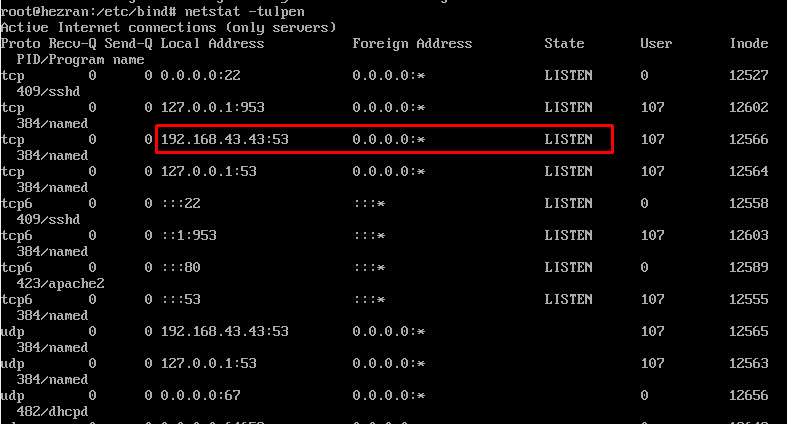 root@hezran:/etc/bind# netstat -tulpen
Active Internet connections (only servers)
Proto Recv-Q Send-Q Local Address Foreign Address State User Inode
PID/Program name
tcp 0 0 0.0.0.0:22 0.0.0.0:* LISTEN 0 12527
409/sshd
tcp 0 0 127.0.0.1:953 0.0.0.0:* LISTEN 107 12602
384/named
tcp 0 0 192.168.43.43:53 0.0.0.0:* LISTEN 107 12566
384/named
tcp 0 0 127.0.0.1:53 0.0.0.0:* LISTEN 107 12564
384/named
tcp6 0 0 :::22 :::* LISTEN 0 12558
409/sshd
tcp6 0 0 ::1:953 :::* LISTEN 107 12603
384/named
tcp6 0 0 :::80 :::* LISTEN 0 12589
423/apache2
tcp6 0 0 :::53 :::* LISTEN 107 12555
384/named
udp 0 0 192.168.43.43:53 0.0.0.0:* 107 12565
384/named
udp 0 0 127.0.0.1:53 0.0.0.0:* 107 12563
384/named
udp 0 0 0.0.0.0:67 0.0.0.0:* 0 12656
482/dhcpd